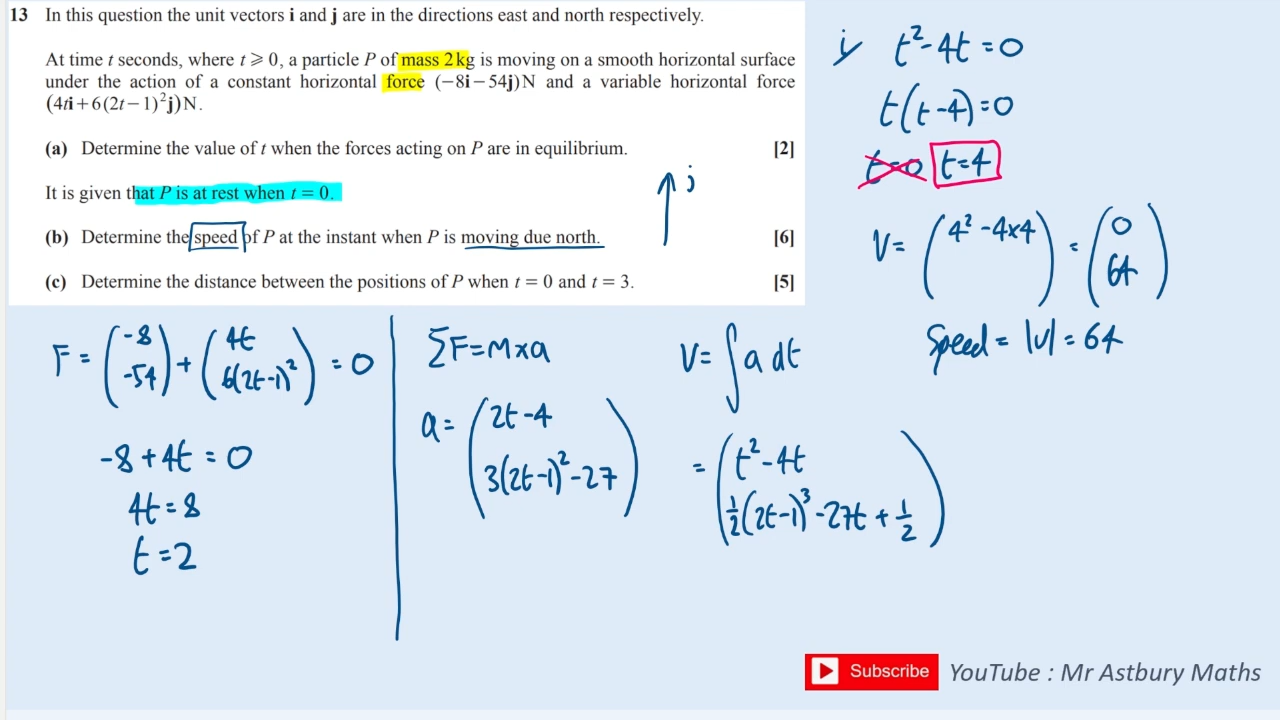 13 In this question the unit vectors i and j are in the directions east and north respectively.
At time t seconds, where t ⩾ 0, a particle P of mass 2 kg is moving on a smooth horizontal surface
under the action of a constant horizontal force (−8i − 54j) N and a variable horizontal force
(4ti + 6(2t − 1)²j) N.
(a) Determine the value of t when the forces acting on P are in equilibrium. [2]
It is given that P is at rest when t = 0.
(b) Determine the speed of P at the instant when P is moving due north. [6]
(c) Determine the distance between the positions of P when t = 0 and t = 3. [5]
j
F = (-8 -54) + (4t 6(2t-1)²) = 0
-8 + 4t = 0
4t = 8
t = 2
ΣF = m × a
a = (2t - 4 3(2t-1)² - 27)
V = ∫ a dt
= (t² - 4t ½(2t-1)³ - 27t + ½)
i) t² - 4t = 0
t(t-4) = 0
t=0 t=4
V = (4² - 4×4) = (0 64)
Speed = |V| = 64
Subscribe YouTube : Mr Astbury Maths